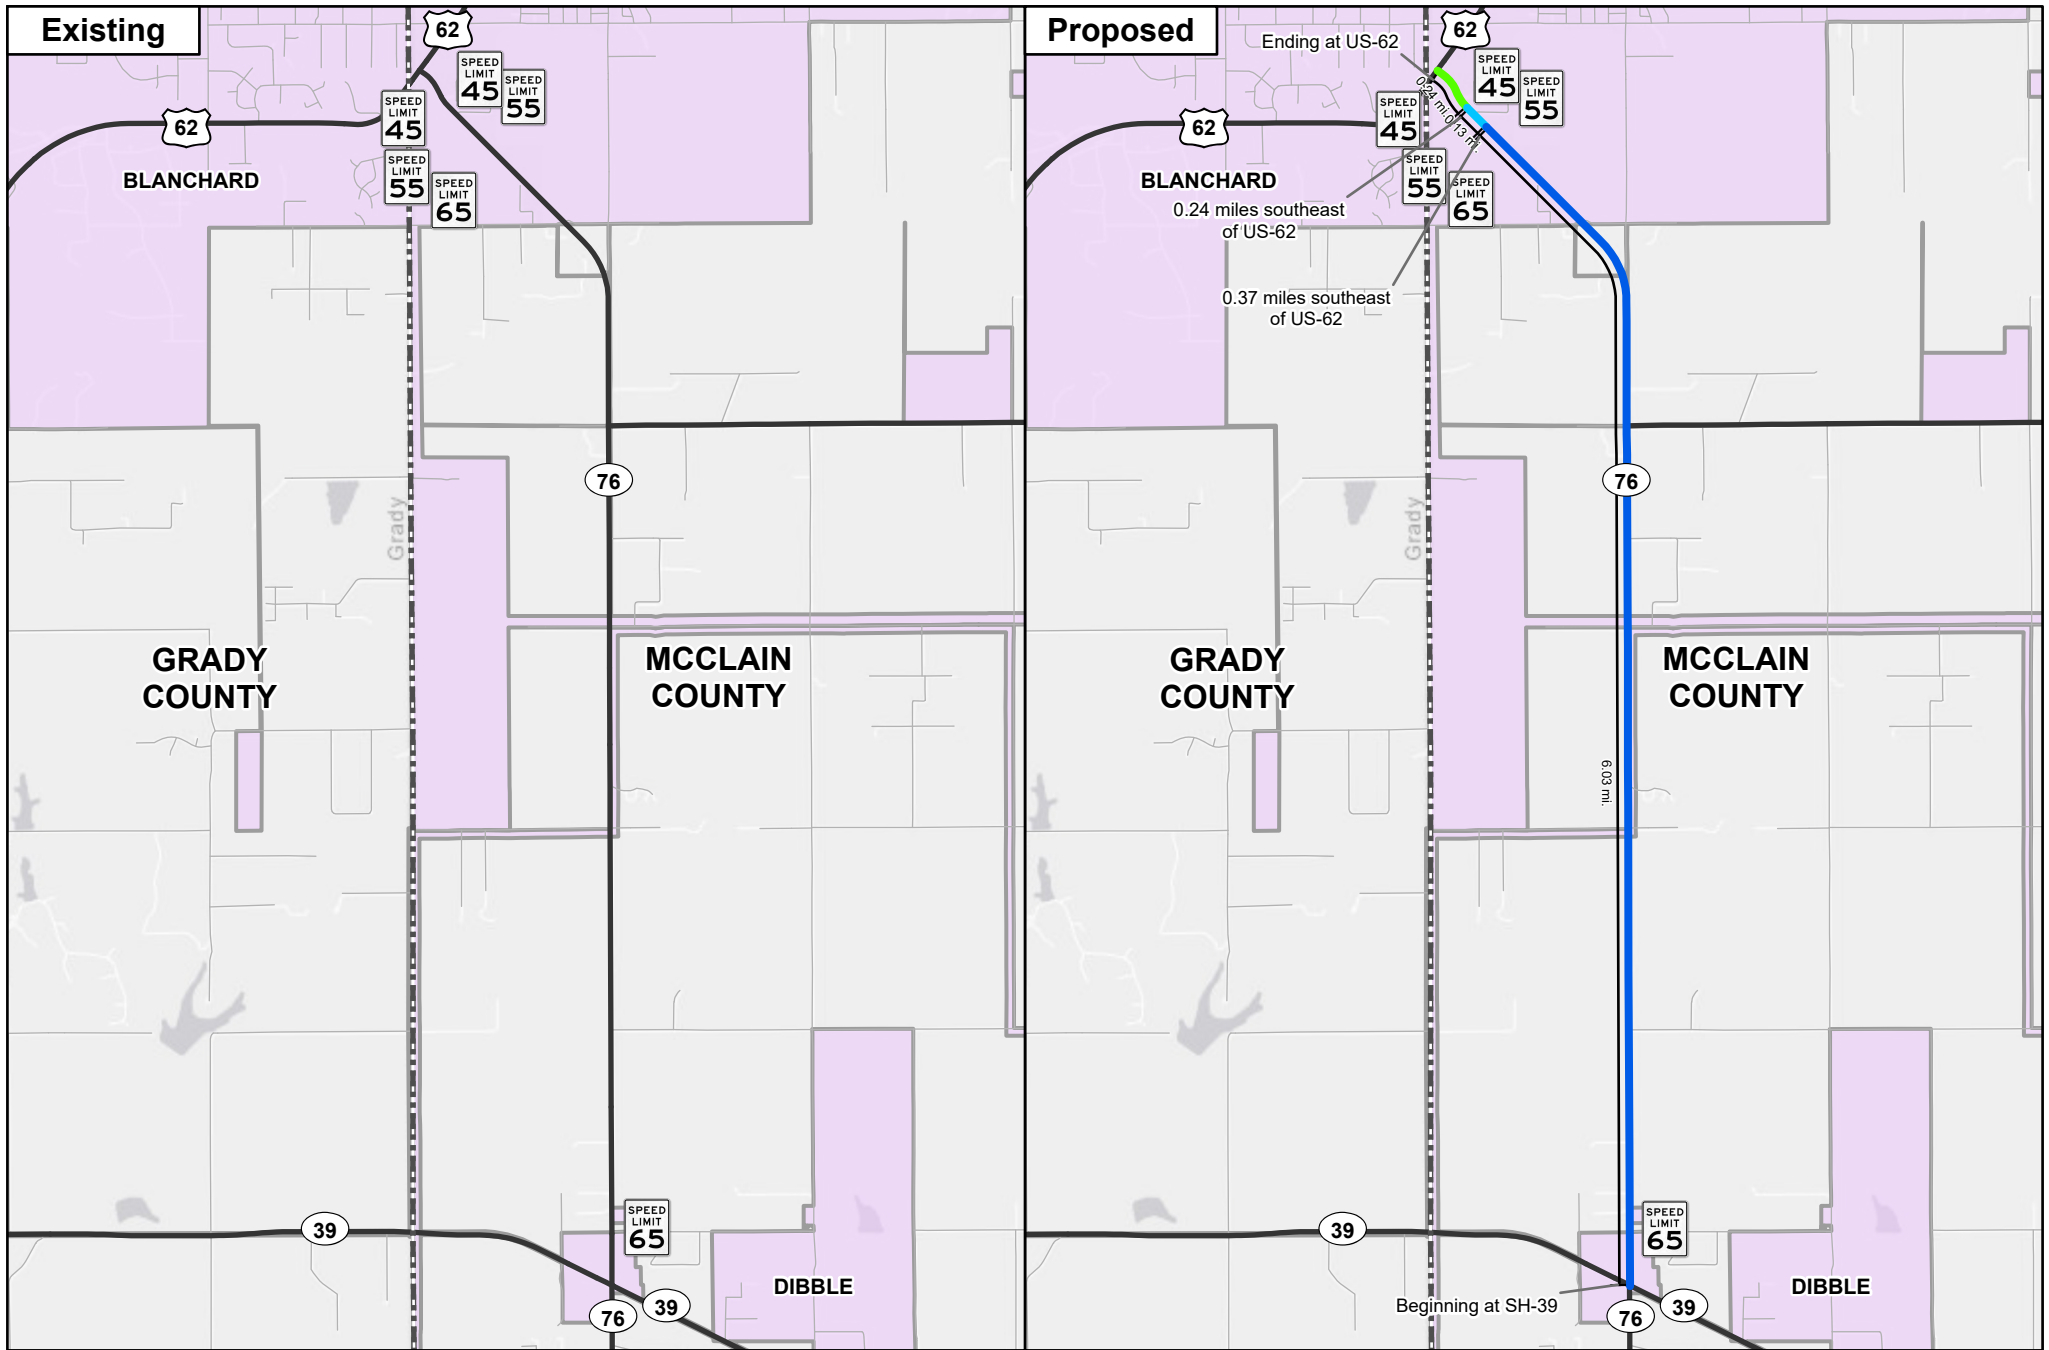 Existing
62
SPEED
LIMIT
45
SPEED
LIMIT
55
SPEED
LIMIT
45
62
SPEED
LIMIT
55
SPEED
LIMIT
65
BLANCHARD
76
Grady
GRADY
COUNTY
MCCLAIN
COUNTY
SPEED
LIMIT
65
39
DIBBLE
39
76
Proposed
62
Ending at US-62
SPEED
LIMIT
45
SPEED
LIMIT
55
0.24 mi.
0.13 mi.
SPEED
LIMIT
45
62
SPEED
LIMIT
55
SPEED
LIMIT
65
BLANCHARD
0.24 miles southeast
of US-62
0.37 miles southeast
of US-62
76
Grady
GRADY
COUNTY
MCCLAIN
COUNTY
6.03 mi.
SPEED
LIMIT
65
39
DIBBLE
Beginning at SH-39
39
76